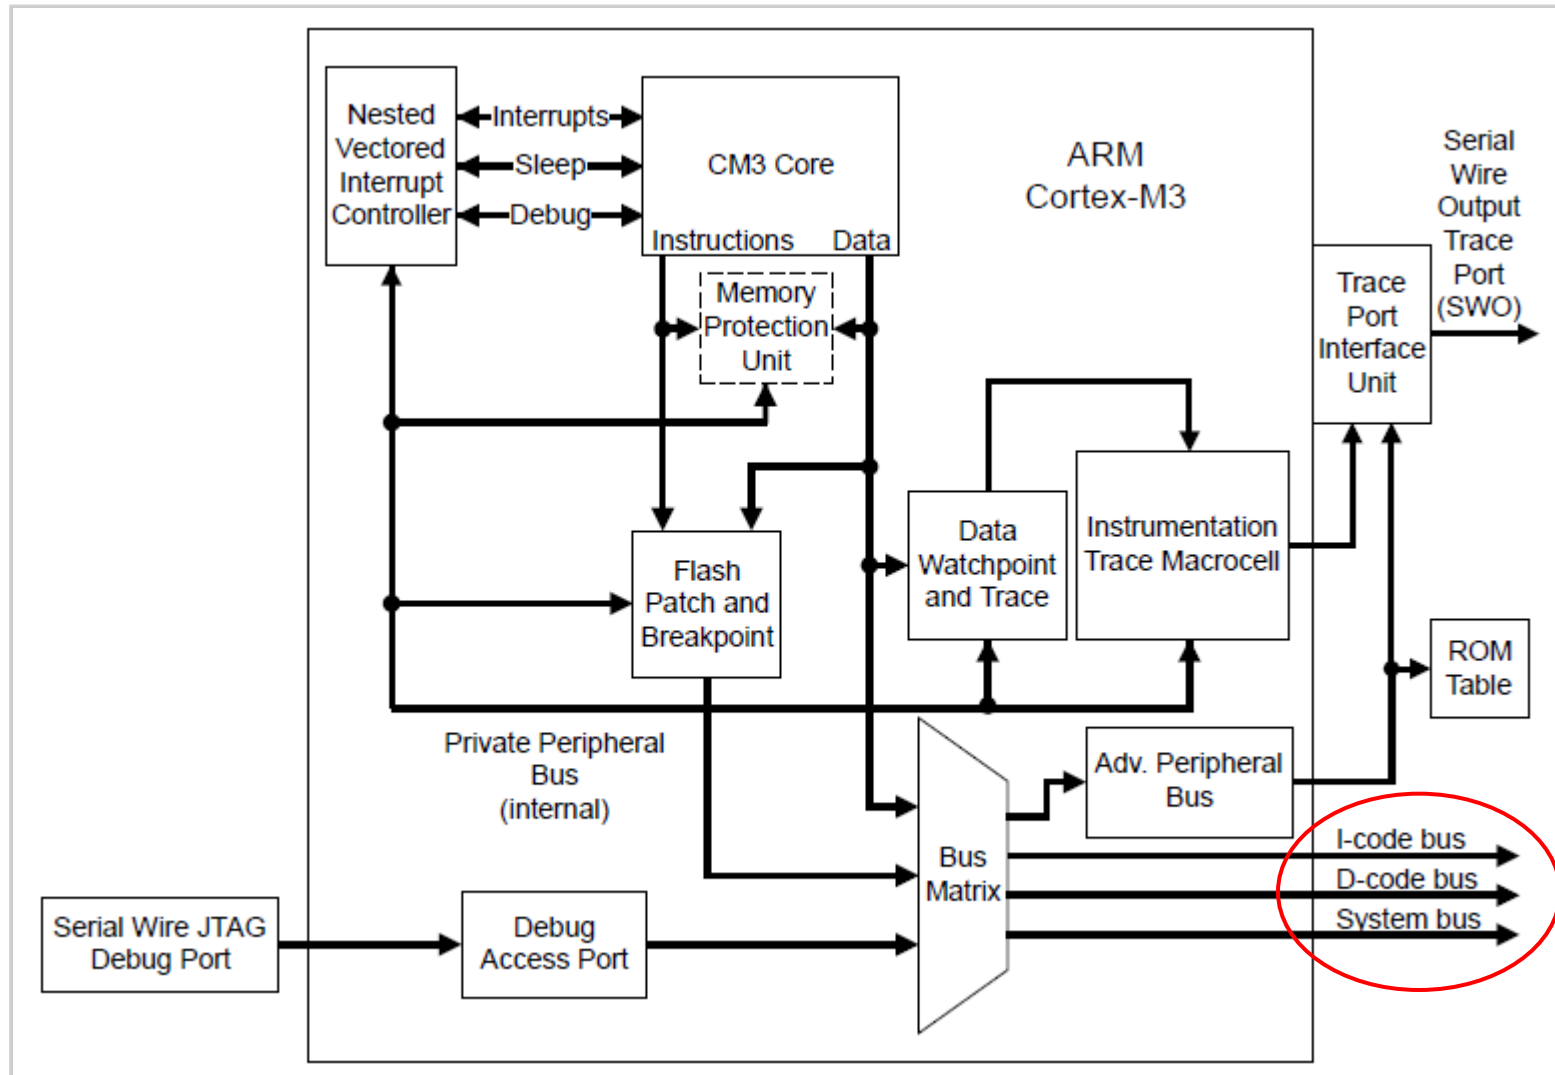 Nested
Vectored
Interrupt
Controller
Interrupts
Sleep
Debug
CM3 Core
Instructions Data
ARM
Cortex-M3
Serial
Wire
Output
Trace
Port
(SWO)
Memory
Protection
Unit
Trace
Port
Interface
Unit
Flash
Patch and
Breakpoint
Data
Watchpoint
and Trace
Instrumentation
Trace Macrocell
ROM
Table
Private Peripheral
Bus
(internal)
Adv. Peripheral
Bus
Bus
Matrix
I-code bus
D-code bus
System bus
Serial Wire JTAG
Debug Port
Debug
Access Port